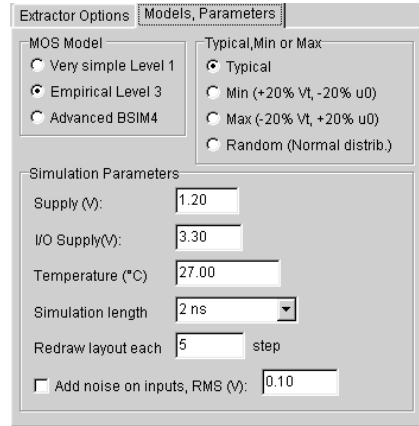 Extractor Options Models, Parameters
MOS Model
Very simple Level 1
Empirical Level 3
Advanced BSIM4
Typical,Min or Max
Typical
Min (+20% Vt, -20% u0)
Max (-20% Vt, +20% u0)
Random (Normal distrib.)
Simulation Parameters
Supply (V): 1.20
I/O Supply(V): 3.30
Temperature (°C) 27.00
Simulation length 2 ns
Redraw layout each 5 step
Add noise on inputs, RMS (V): 0.10